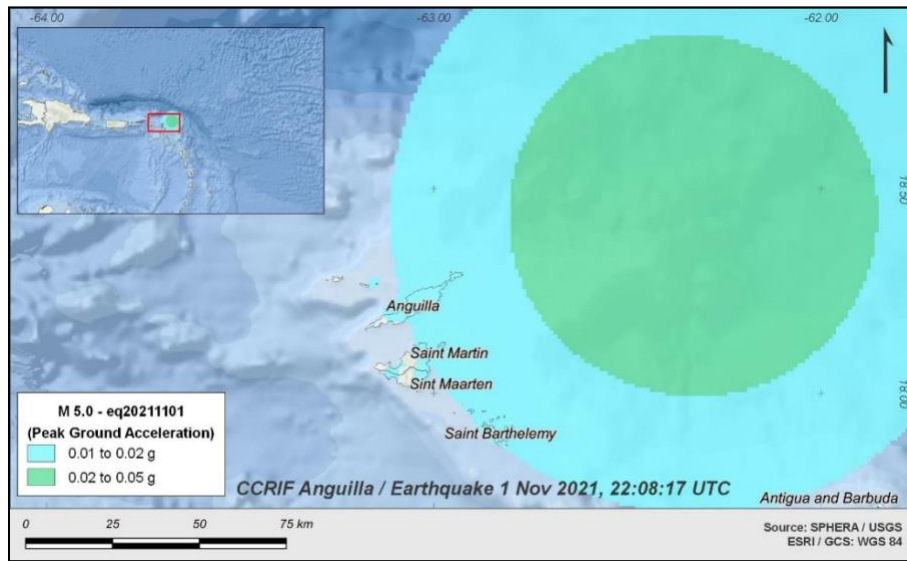 -64.00
-63.00
-62.00
18.50
Anguilla
Saint Martin
Sint Maarten
18.00
Saint Barthelemy
M 5.0 - eq20211101
(Peak Ground Acceleration)
0.01 to 0.02 g
0.02 to 0.05 g
CCRIF Anguilla / Earthquake 1 Nov 2021, 22:08:17 UTC
Antigua and Barbuda
0 25 50 75 km
Source: SPHERA / USGS
ESRI / GCS: WGS 84